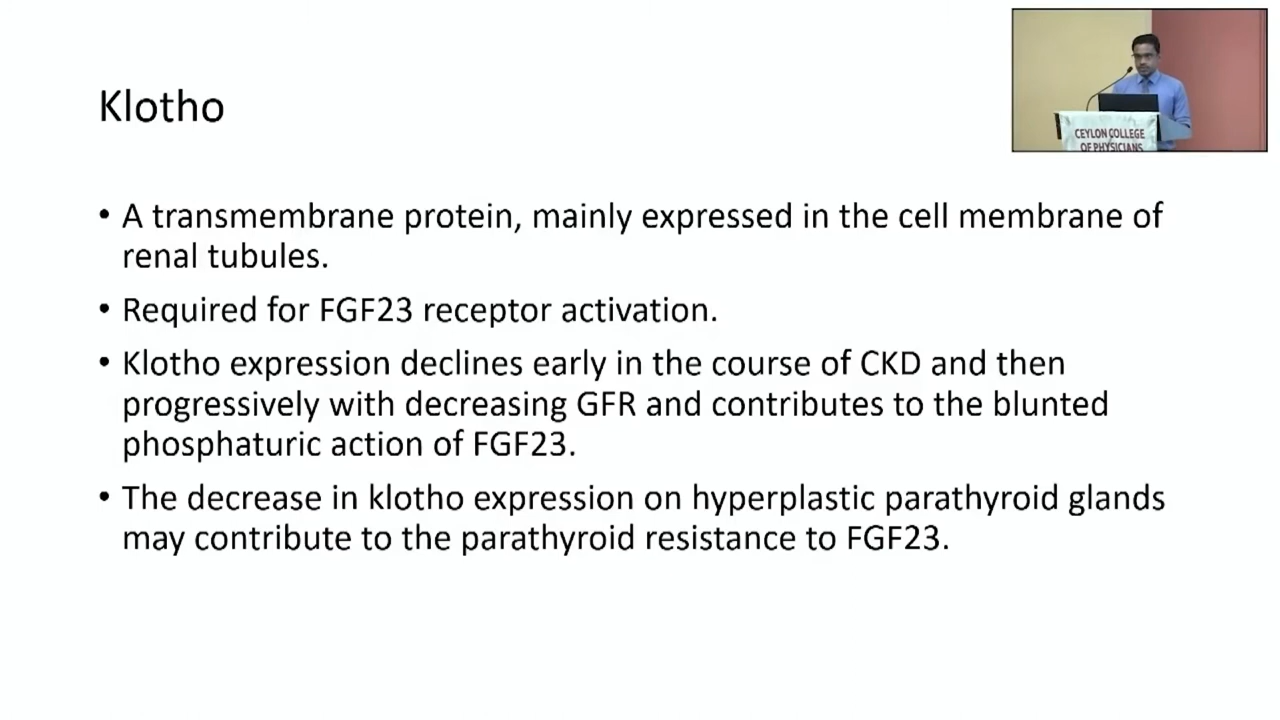 Klotho
CEYLON COLLEGE
OF PHYSICIANS
• A transmembrane protein, mainly expressed in the cell membrane of
renal tubules.
• Required for FGF23 receptor activation.
• Klotho expression declines early in the course of CKD and then
progressively with decreasing GFR and contributes to the blunted
phosphaturic action of FGF23.
• The decrease in klotho expression on hyperplastic parathyroid glands
may contribute to the parathyroid resistance to FGF23.